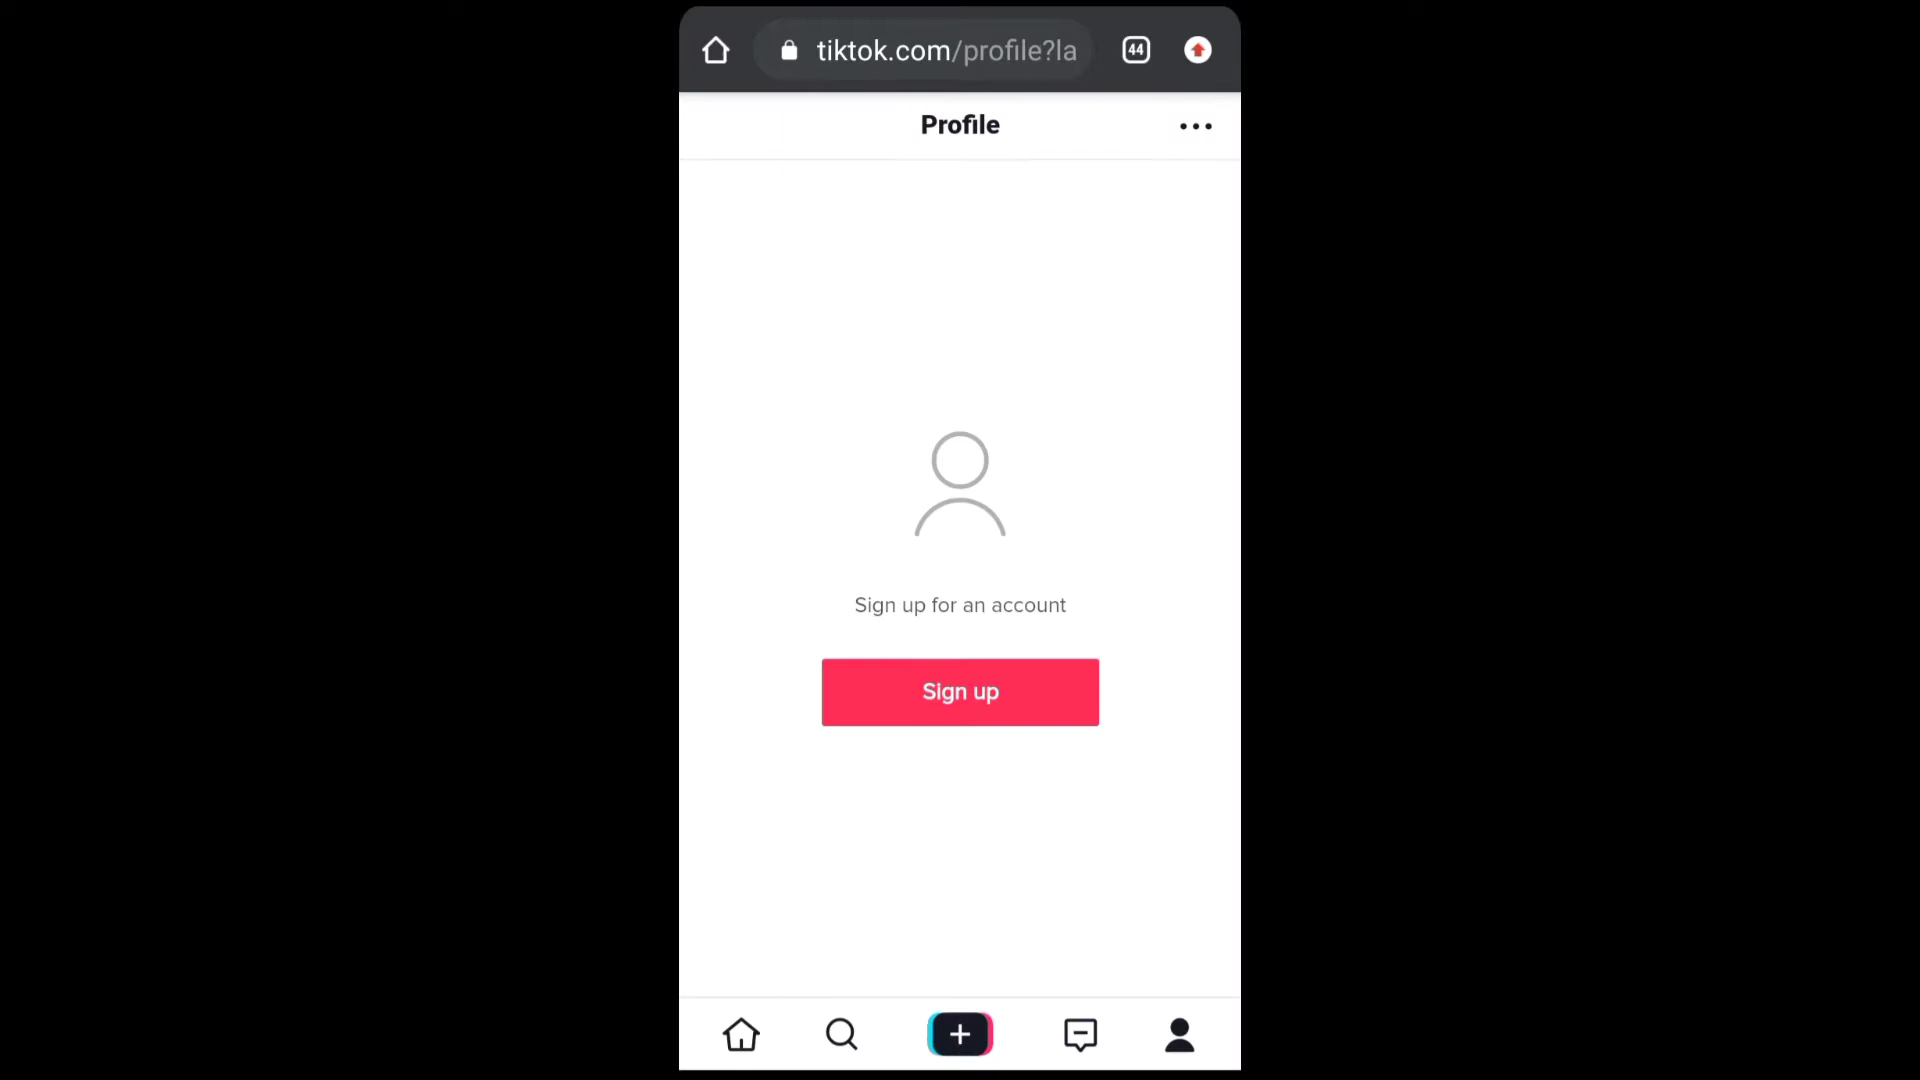 tiktok.com/profile?la
44
Profile
Sign up for an account
Sign up